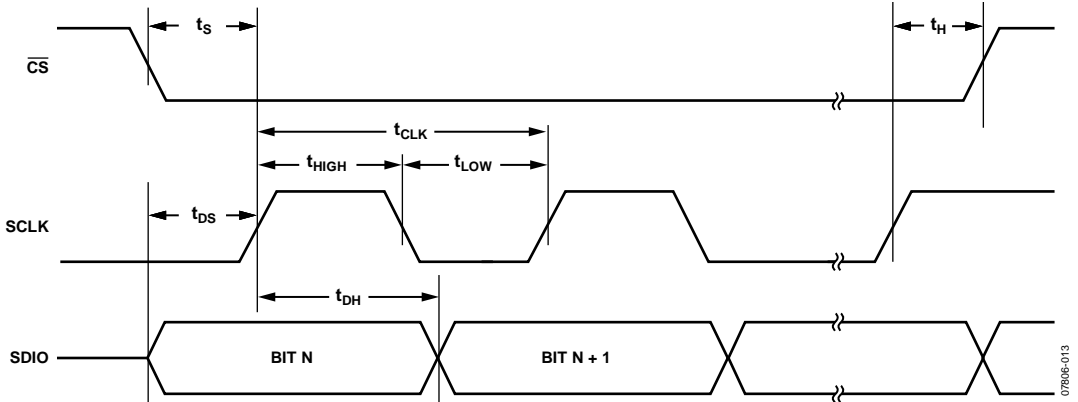 tS
tH
CS
tCLK
tHIGH
tLOW
tDS
SCLK
tDH
SDIO
BIT N
BIT N + 1
07806-013